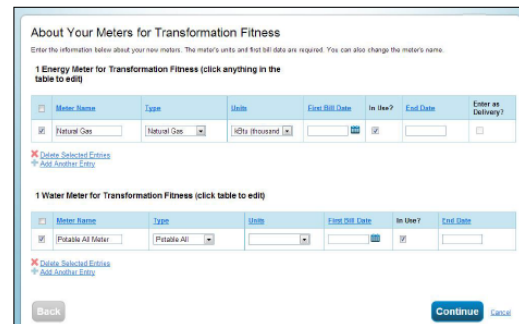 About Your Meters for Transformation Fitness
Enter the information below about your new meters. The meter's units and first bill date are required. You can also change the meter's name.
1 Energy Meter for Transformation Fitness (click anything in the
table to edit)
Meter Name Type Units First Bill Date In Use? End Date Enter as
Delivery?
Natural Gas Natural Gas kBtu (thousand
Delete Selected Entries
Add Another Entry
1 Water Meter for Transformation Fitness (click table to edit)
Meter Name Type Units First Bill Date In Use? End Date
Potable All Meter Potable All
Delete Selected Entries
Add Another Entry
Back Continue Cancel